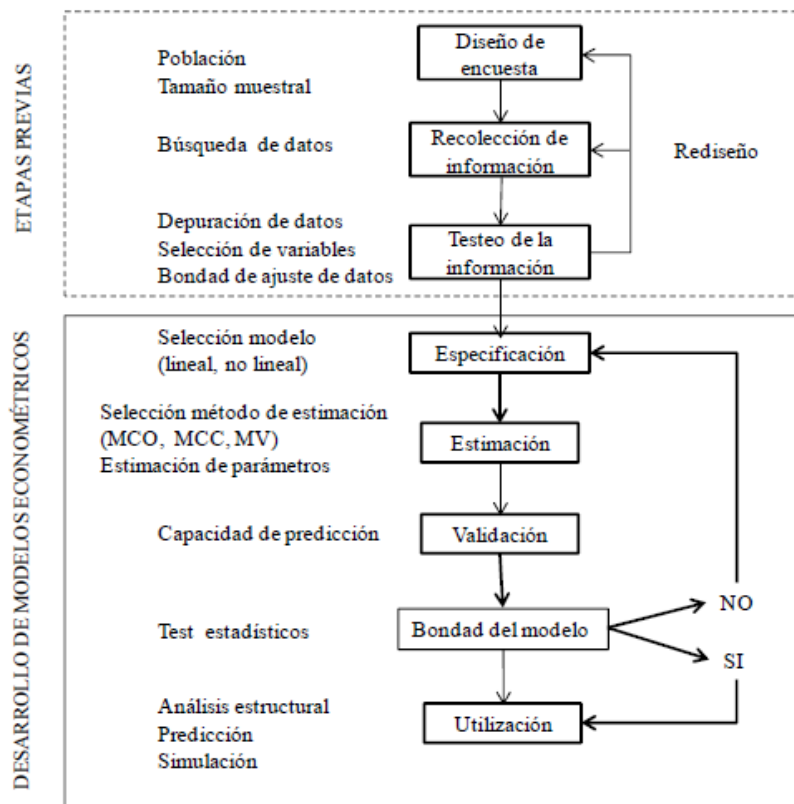 ETAPAS PREVIAS
Población
Tamaño muestral
Diseño de
encuesta
Búsqueda de datos
Recolección de
información
Rediseño
Depuración de datos
Selección de variables
Bondad de ajuste de datos
Testeo de la
información
DESARROLLO DE MODELOS ECONOMÉTRICOS
Selección modelo
(lineal, no lineal)
Especificación
Selección método de estimación
(MCO, MCC, MV)
Estimación de parámetros
Estimación
Capacidad de predicción
Validación
Test estadísticos
Bondad del modelo
NO
SI
Análisis estructural
Predicción
Simulación
Utilización